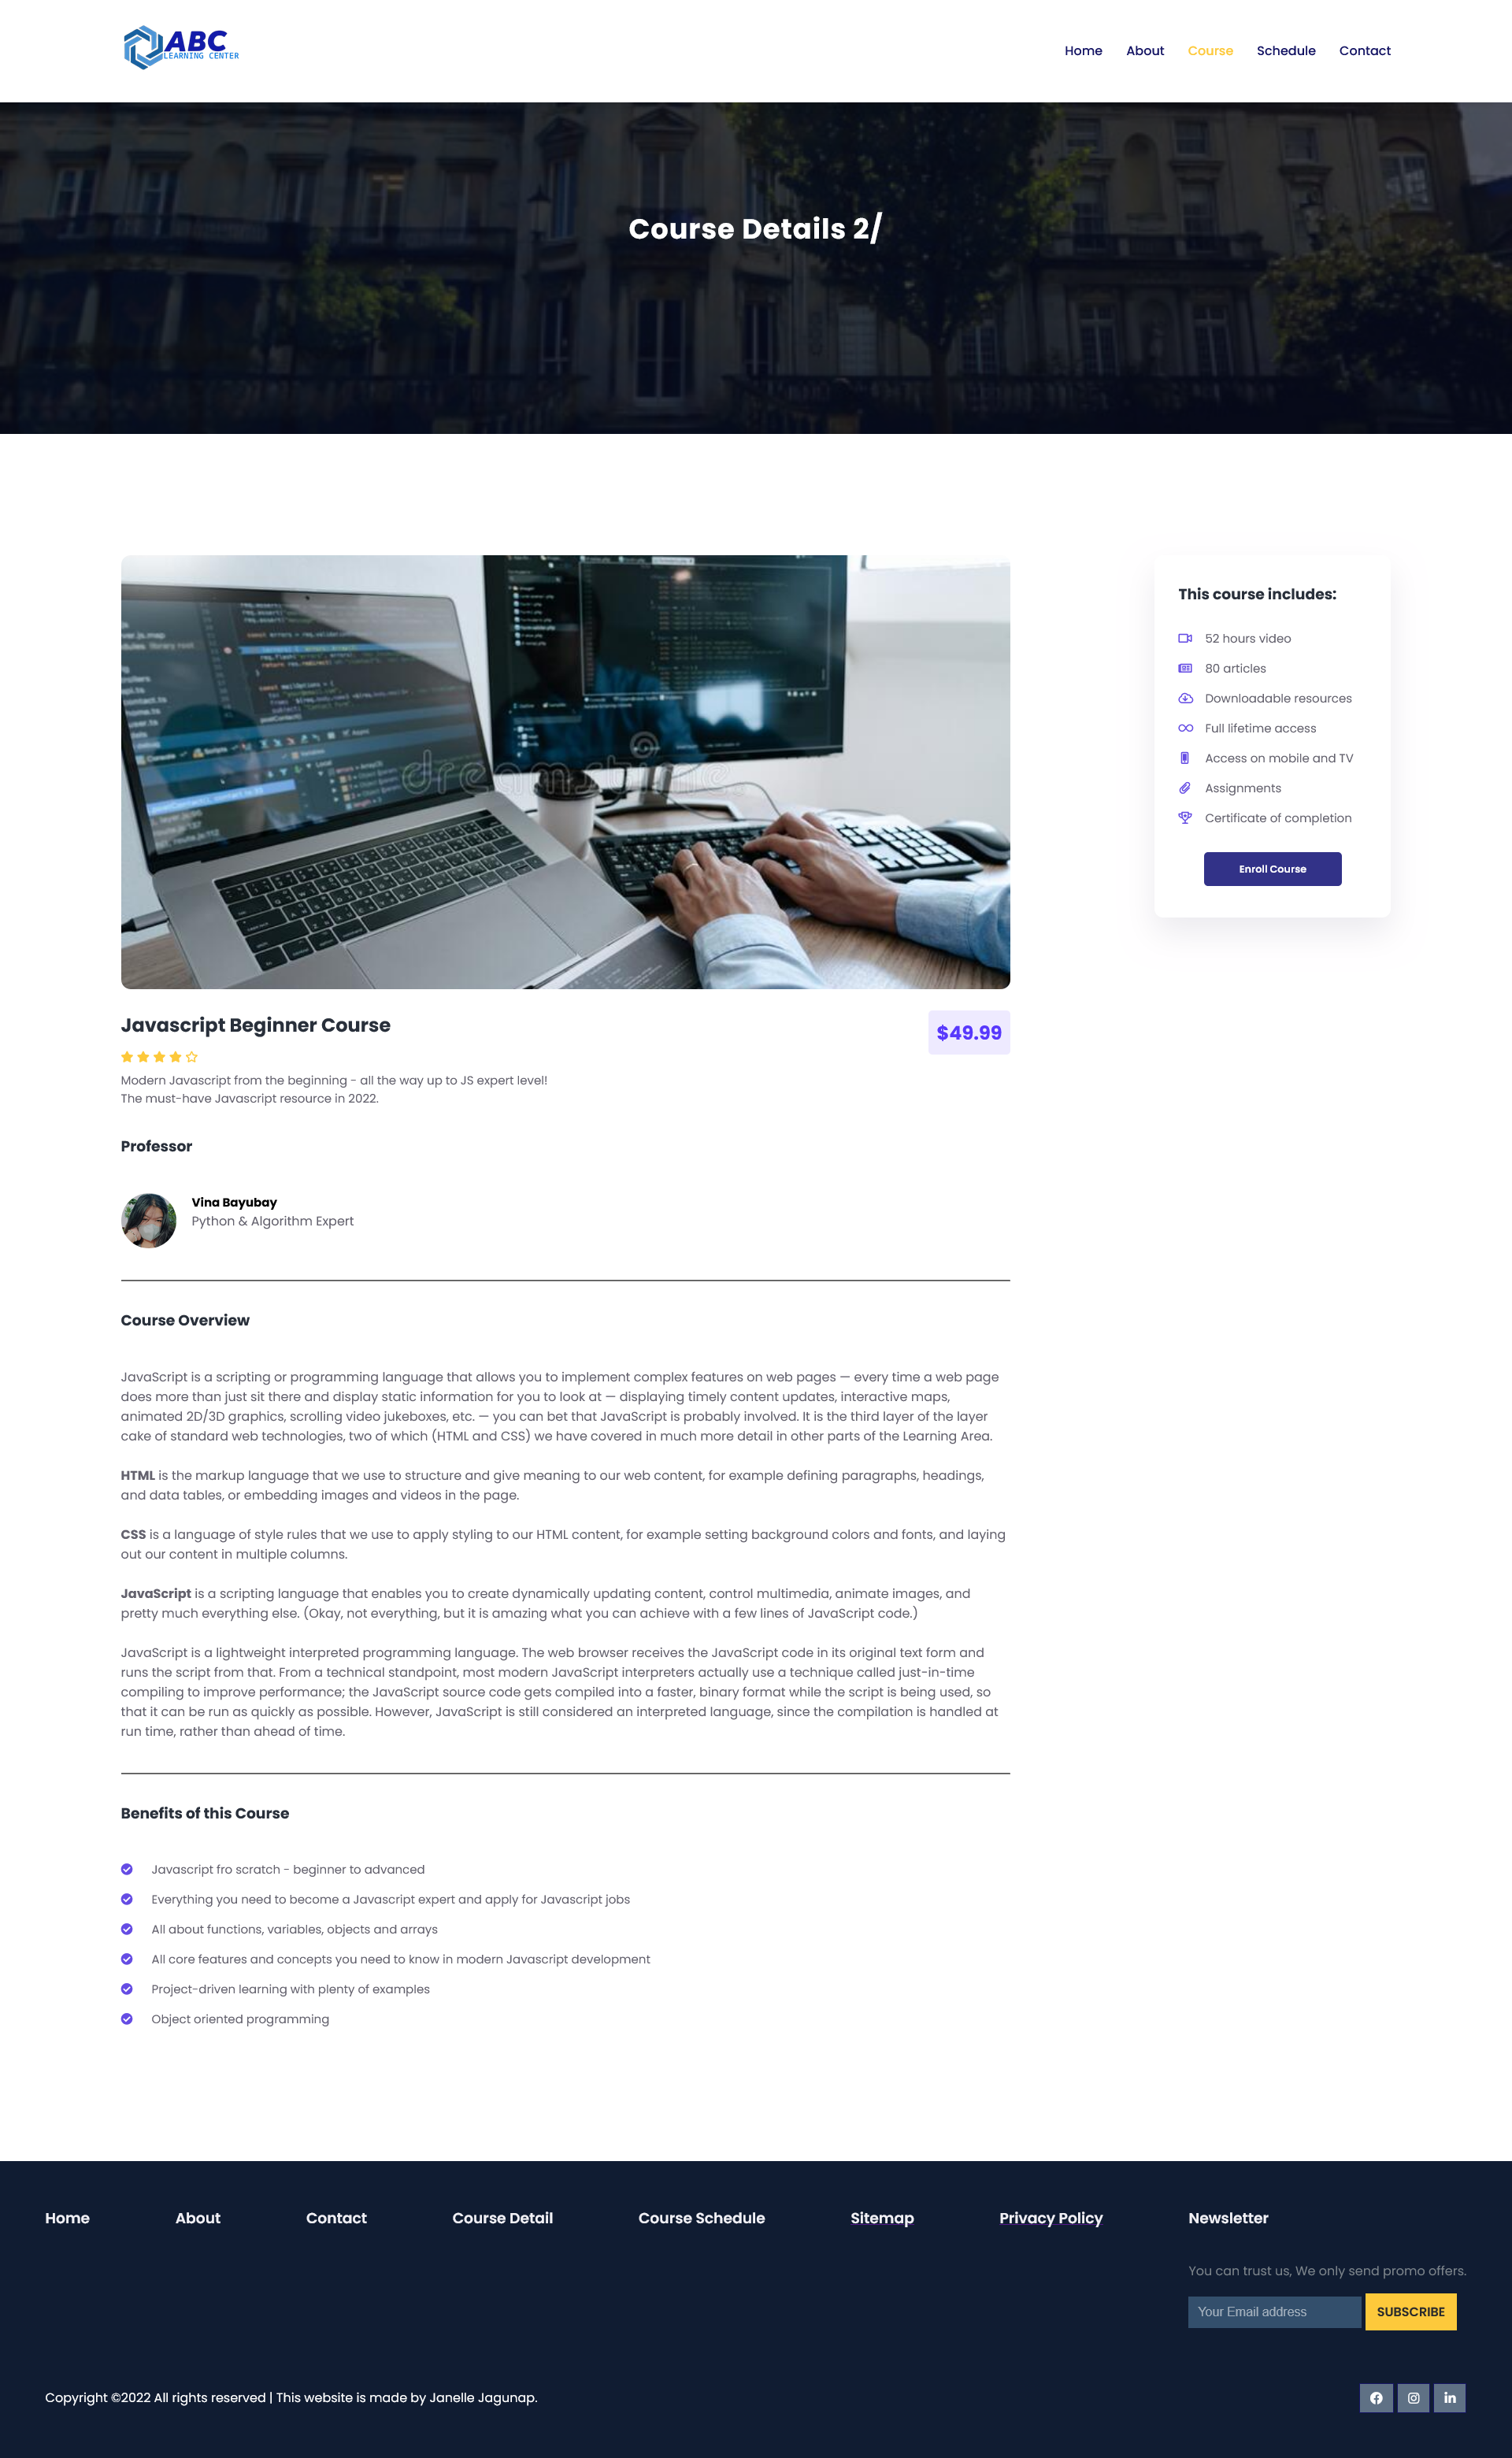 ABC
LEARNING CENTER
Home About Course Schedule Contact
Course Details 2/
dreamstime
This course includes:
52 hours video
80 articles
Downloadable resources
Full lifetime access
Access on mobile and TV
Assignments
Certificate of completion
Enroll Course
Javascript Beginner Course
$49.99
Modern Javascript from the beginning - all the way up to JS expert level!
The must-have Javascript resource in 2022.
Professor
Vina Bayubay
Python & Algorithm Expert
Course Overview
JavaScript is a scripting or programming language that allows you to implement complex features on web pages — every time a web page
does more than just sit there and display static information for you to look at — displaying timely content updates, interactive maps,
animated 2D/3D graphics, scrolling video jukeboxes, etc. — you can bet that JavaScript is probably involved. It is the third layer of the layer
cake of standard web technologies, two of which (HTML and CSS) we have covered in much more detail in other parts of the Learning Area.
HTML is the markup language that we use to structure and give meaning to our web content, for example defining paragraphs, headings,
and data tables, or embedding images and videos in the page.
CSS is a language of style rules that we use to apply styling to our HTML content, for example setting background colors and fonts, and laying
out our content in multiple columns.
JavaScript is a scripting language that enables you to create dynamically updating content, control multimedia, animate images, and
pretty much everything else. (Okay, not everything, but it is amazing what you can achieve with a few lines of JavaScript code.)
JavaScript is a lightweight interpreted programming language. The web browser receives the JavaScript code in its original text form and
runs the script from that. From a technical standpoint, most modern JavaScript interpreters actually use a technique called just-in-time
compiling to improve performance; the JavaScript source code gets compiled into a faster, binary format while the script is being used, so
that it can be run as quickly as possible. However, JavaScript is still considered an interpreted language, since the compilation is handled at
run time, rather than ahead of time.
Benefits of this Course
Javascript fro scratch - beginner to advanced
Everything you need to become a Javascript expert and apply for Javascript jobs
All about functions, variables, objects and arrays
All core features and concepts you need to know in modern Javascript development
Project-driven learning with plenty of examples
Object oriented programming
Home About Contact Course Detail Course Schedule Sitemap Privacy Policy Newsletter
You can trust us, We only send promo offers.
Your Email address SUBSCRIBE
Copyright ©2022 All rights reserved | This website is made by Janelle Jagunap.